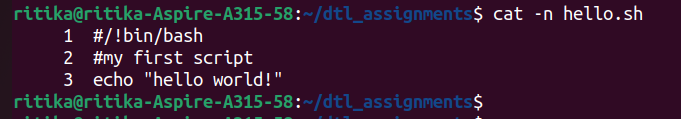 ritika@ritika-Aspire-A315-58:~/dtl_assignments$ cat -n hello.sh
     1  #/!bin/bash
     2  #my first script
     3  echo "hello world!"
ritika@ritika-Aspire-A315-58:~/dtl_assignments$